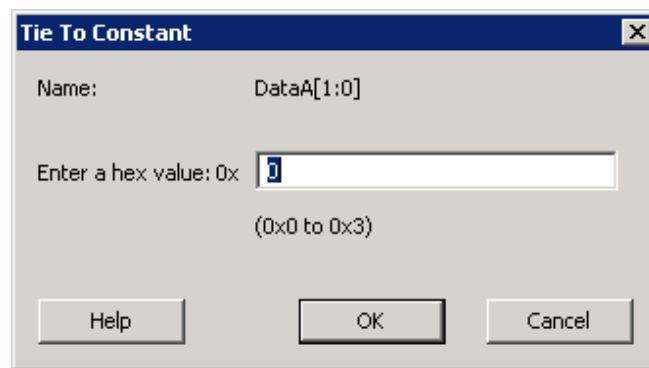 Tie To Constant
Name: DataA[1:0]
Enter a hex value: 0x 0
(0x0 to 0x3)
Help OK Cancel